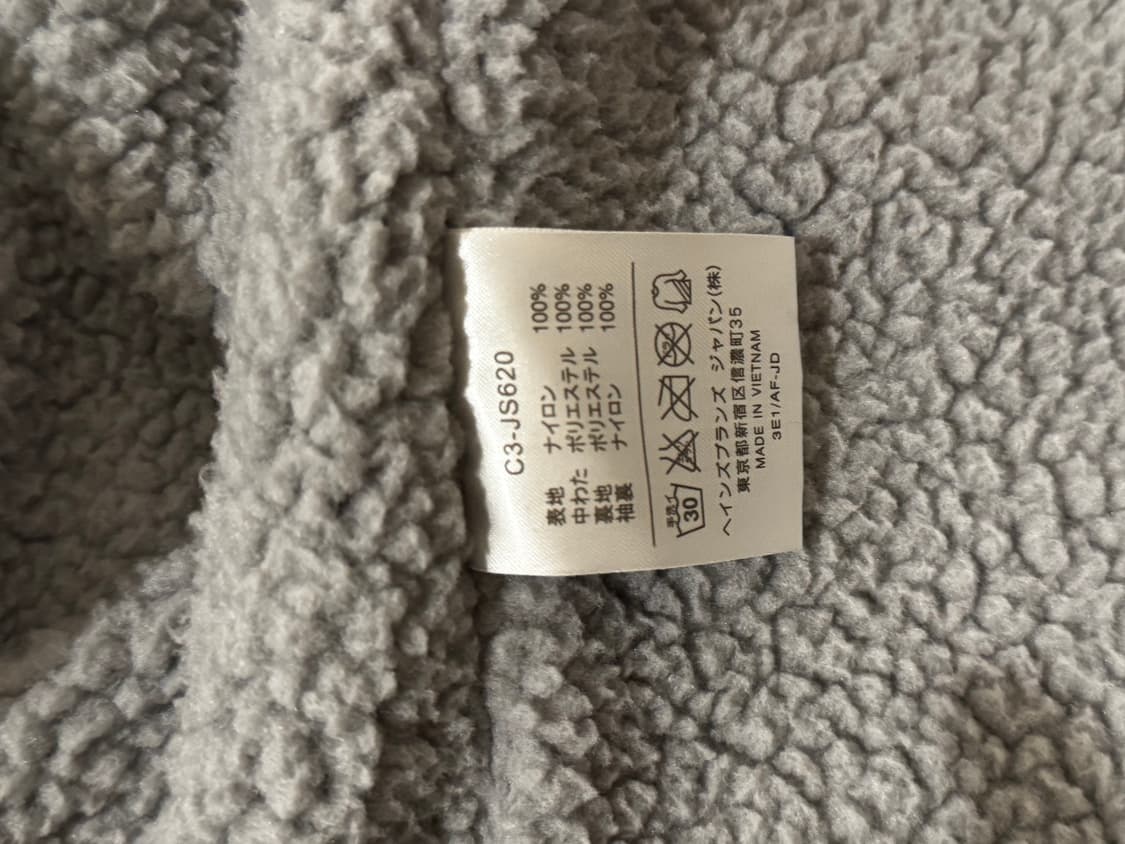 C3-JS620
表地 ナイロン 100%
中わた ポリエステル 100%
裏地 ポリエステル 100%
袖裏 ナイロン 100%
手洗イ
30
ヘインズブランズ ジャパン(株)
東京都新宿区信濃町35
MADE IN VIETNAM
3E1/AF-JD